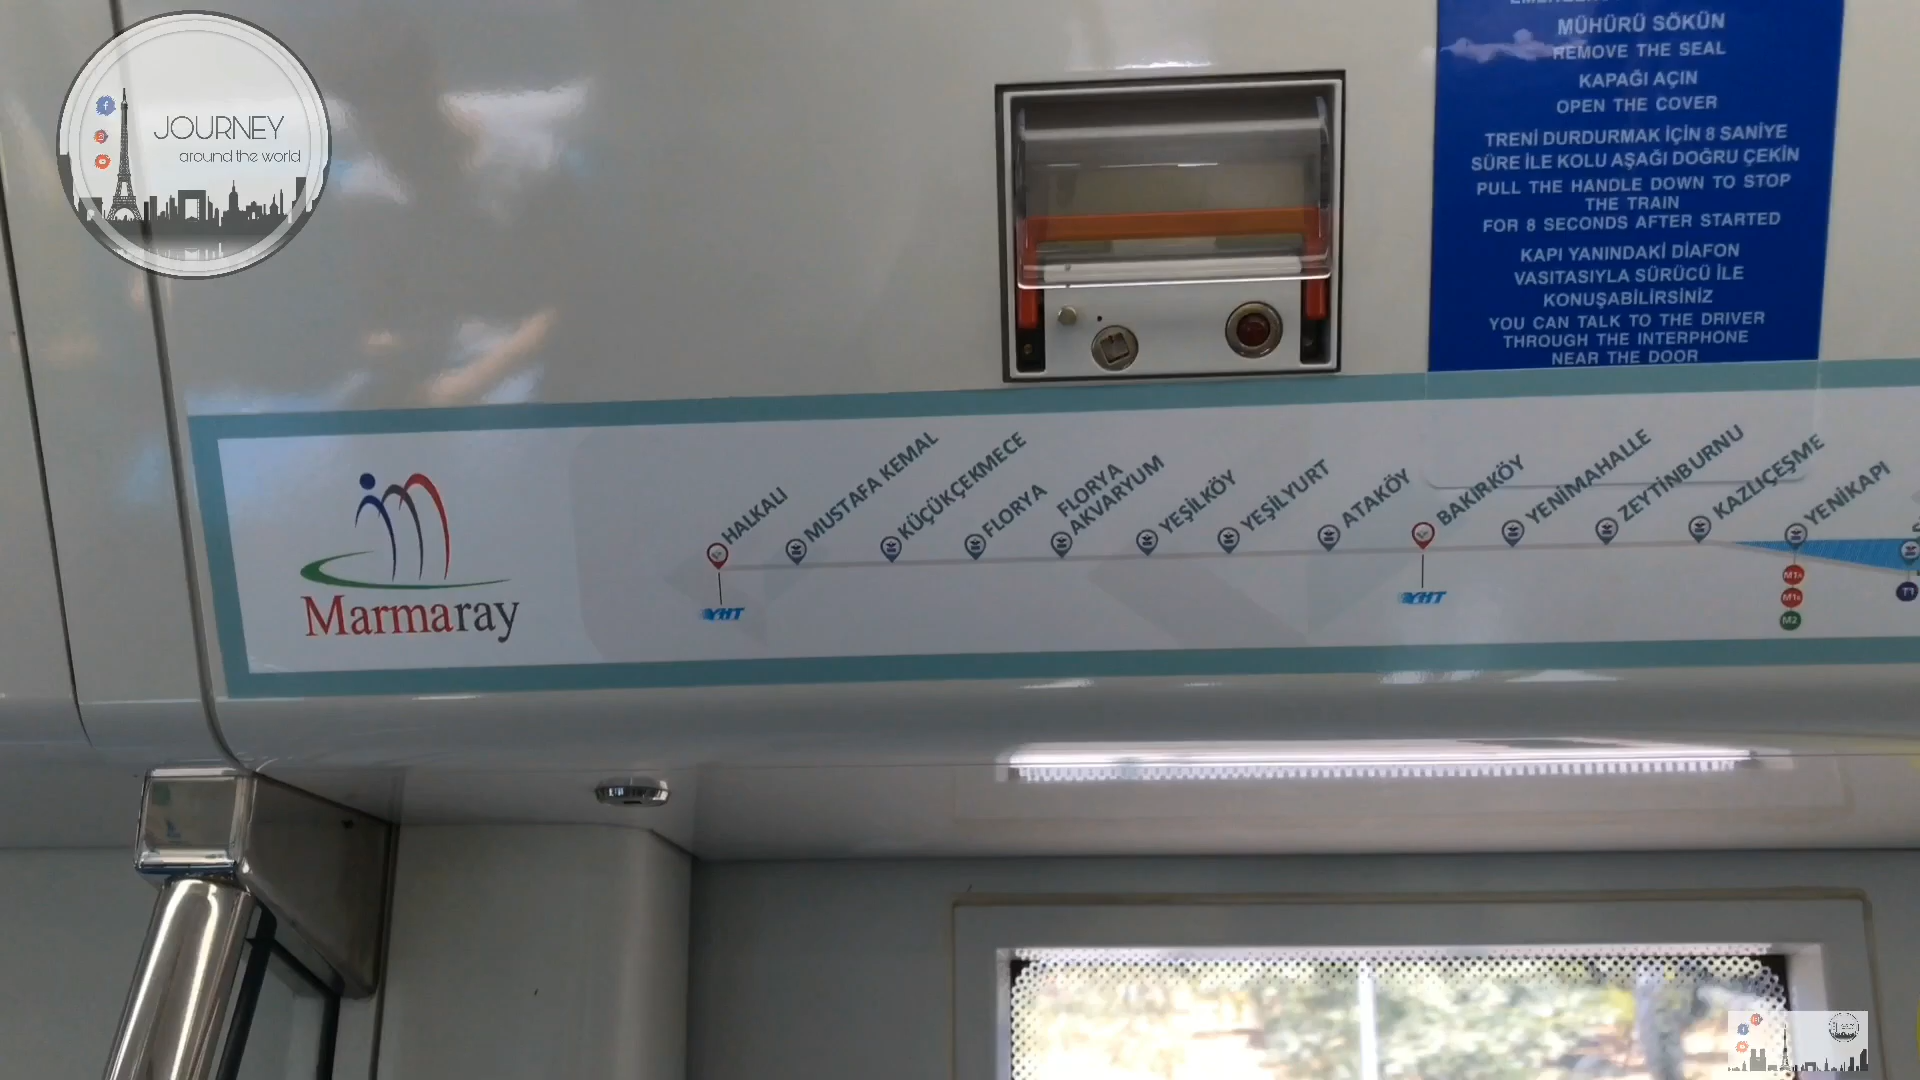 JOURNEY
around the world
MÜHÜRÜ SÖKÜN
REMOVE THE SEAL
KAPAĞI AÇIN
OPEN THE COVER
TRENİ DURDURMAK İÇİN 8 SANİYE
SÜRE İLE KOLU AŞAĞI DOĞRU ÇEKİN
PULL THE HANDLE DOWN TO STOP
THE TRAIN
FOR 8 SECONDS AFTER STARTED
KAPI YANINDAKİ DİAFON
VASITASIYLA SÜRÜCÜ İLE
KONUŞABİLİRSİNİZ
YOU CAN TALK TO THE DRIVER
THROUGH THE INTERPHONE
NEAR THE DOOR
Marmaray
HALKALI
MUSTAFA KEMAL
KÜÇÜKÇEKMECE
FLORYA
FLORYA
AKVARYUM
YEŞİLKÖY
YEŞİLYURT
ATAKÖY
BAKIRKÖY
YENİMAHALLE
ZEYTİNBURNU
KAZLIÇEŞME
YENİKAPI
YHT
YHT
M2
T1